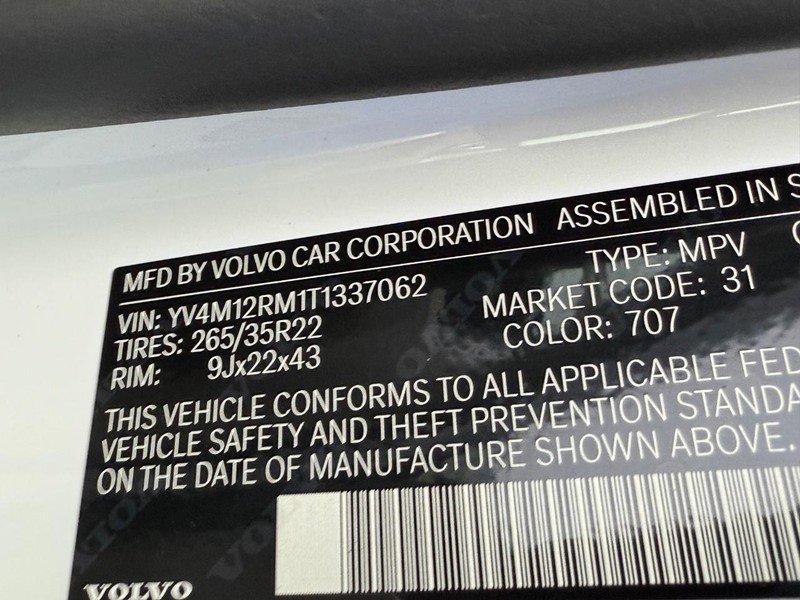 MFD BY VOLVO CAR CORPORATION ASSEMBLED IN
VIN: YV4M12RM1T1337062 TYPE: MPV
TIRES: 265/35R22 MARKET CODE: 31
RIM: 9Jx22x43 COLOR: 707
THIS VEHICLE CONFORMS TO ALL APPLICABLE FED
VEHICLE SAFETY AND THEFT PREVENTION STANDA
ON THE DATE OF MANUFACTURE SHOWN ABOVE.
VOLVO